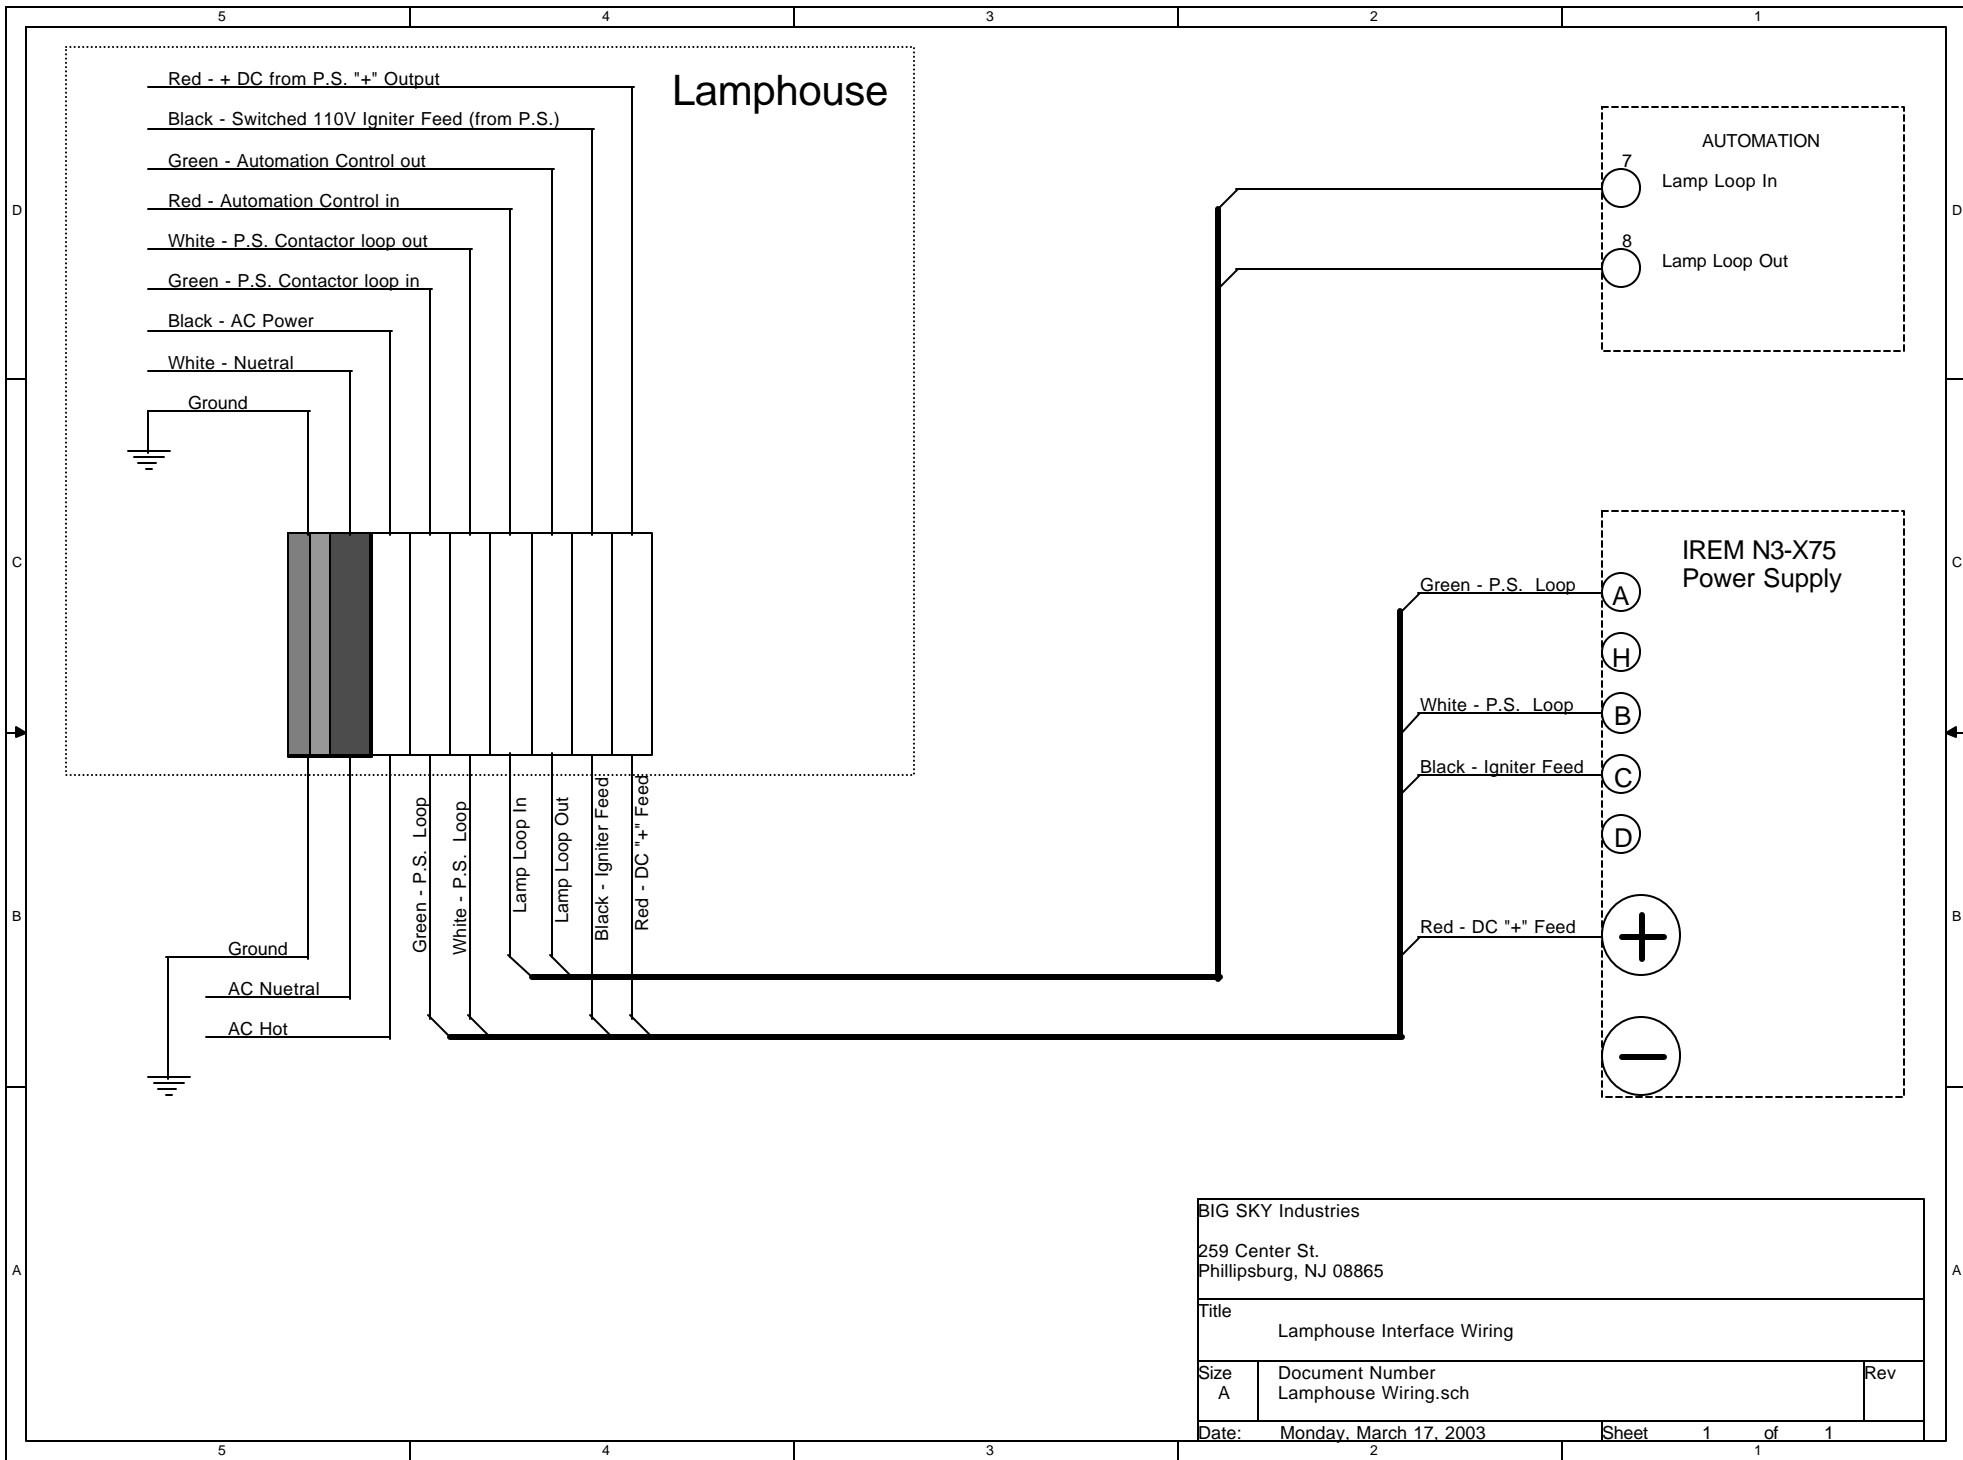 5 4 3 2 1
Lamphouse
Red - + DC from P.S. "+" Output
Black - Switched 110V Igniter Feed (from P.S.)
Green - Automation Control out
Red - Automation Control in
White - P.S. Contactor loop out
Green - P.S. Contactor loop in
Black - AC Power
White - Nuetral
Ground
D D
AUTOMATION
7
Lamp Loop In
8
Lamp Loop Out
C C
IREM N3-X75
Power Supply
Green - P.S. Loop
A
H
White - P.S. Loop
B
Black - Igniter Feed
C
D
Red - DC "+" Feed
+
−
Green - P.S. Loop
White - P.S. Loop
Lamp Loop In
Lamp Loop Out
Black - Igniter Feed
Red - DC "+" Feed
B B
Ground
AC Nuetral
AC Hot
A A
BIG SKY Industries
259 Center St.
Phillipsburg, NJ 08865
Title
Lamphouse Interface Wiring
Size Document Number Rev
A Lamphouse Wiring.sch
Date: Monday, March 17, 2003 Sheet 1 of 1
5 4 3 2 1